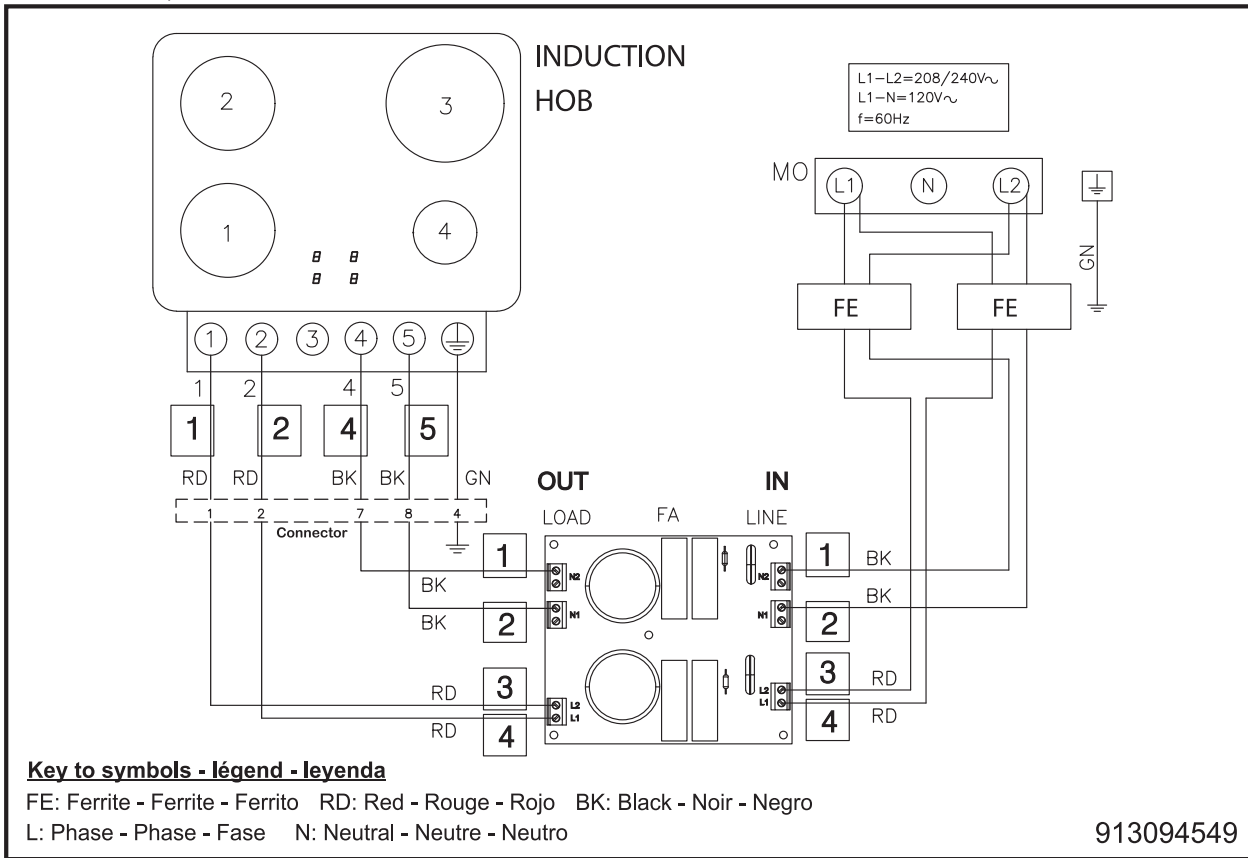 INDUCTION
HOB
2
3
1
4
8 8
8 8
L1-L2=208/240V~
L1-N=120V~
f=60Hz
MO
L1 N L2
GN
FE FE
1 2 3 4 5
1 2 4 5
1 2 4 5
RD RD BK BK GN
1 2 7 8 4
Connector
OUT IN
LOAD FA LINE
1 N2 N2 1 BK
BK
2 N1 N1 2 BK
BK
3 L2 L2 3 RD
RD
4 L1 L1 4 RD
RD
Key to symbols - légend - leyenda
FE: Ferrite - Ferrite - Ferrito RD: Red - Rouge - Rojo BK: Black - Noir - Negro
L: Phase - Phase - Fase N: Neutral - Neutre - Neutro
913094549